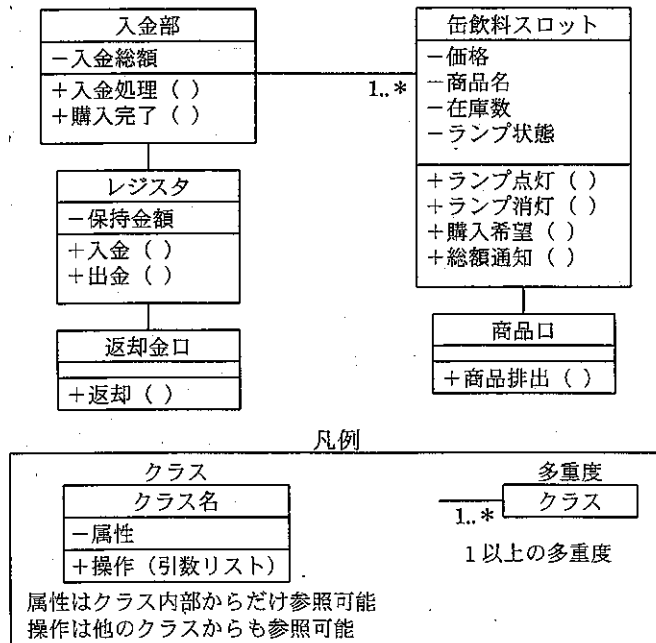 入金部
－入金総額
＋入金処理（ ）
＋購入完了（ ）
1..*
缶飲料スロット
－価格
－商品名
－在庫数
－ランプ状態
＋ランプ点灯（ ）
＋ランプ消灯（ ）
＋購入希望（ ）
＋総額通知（ ）
レジスタ
－保持金額
＋入金（ ）
＋出金（ ）
返却金口
＋返却（ ）
商品口
＋商品排出（ ）
凡例
クラス
クラス名
－属性
＋操作（引数リスト）
属性はクラス内部からだけ参照可能
操作は他のクラスからも参照可能
多重度
クラス
1..*
1以上の多重度